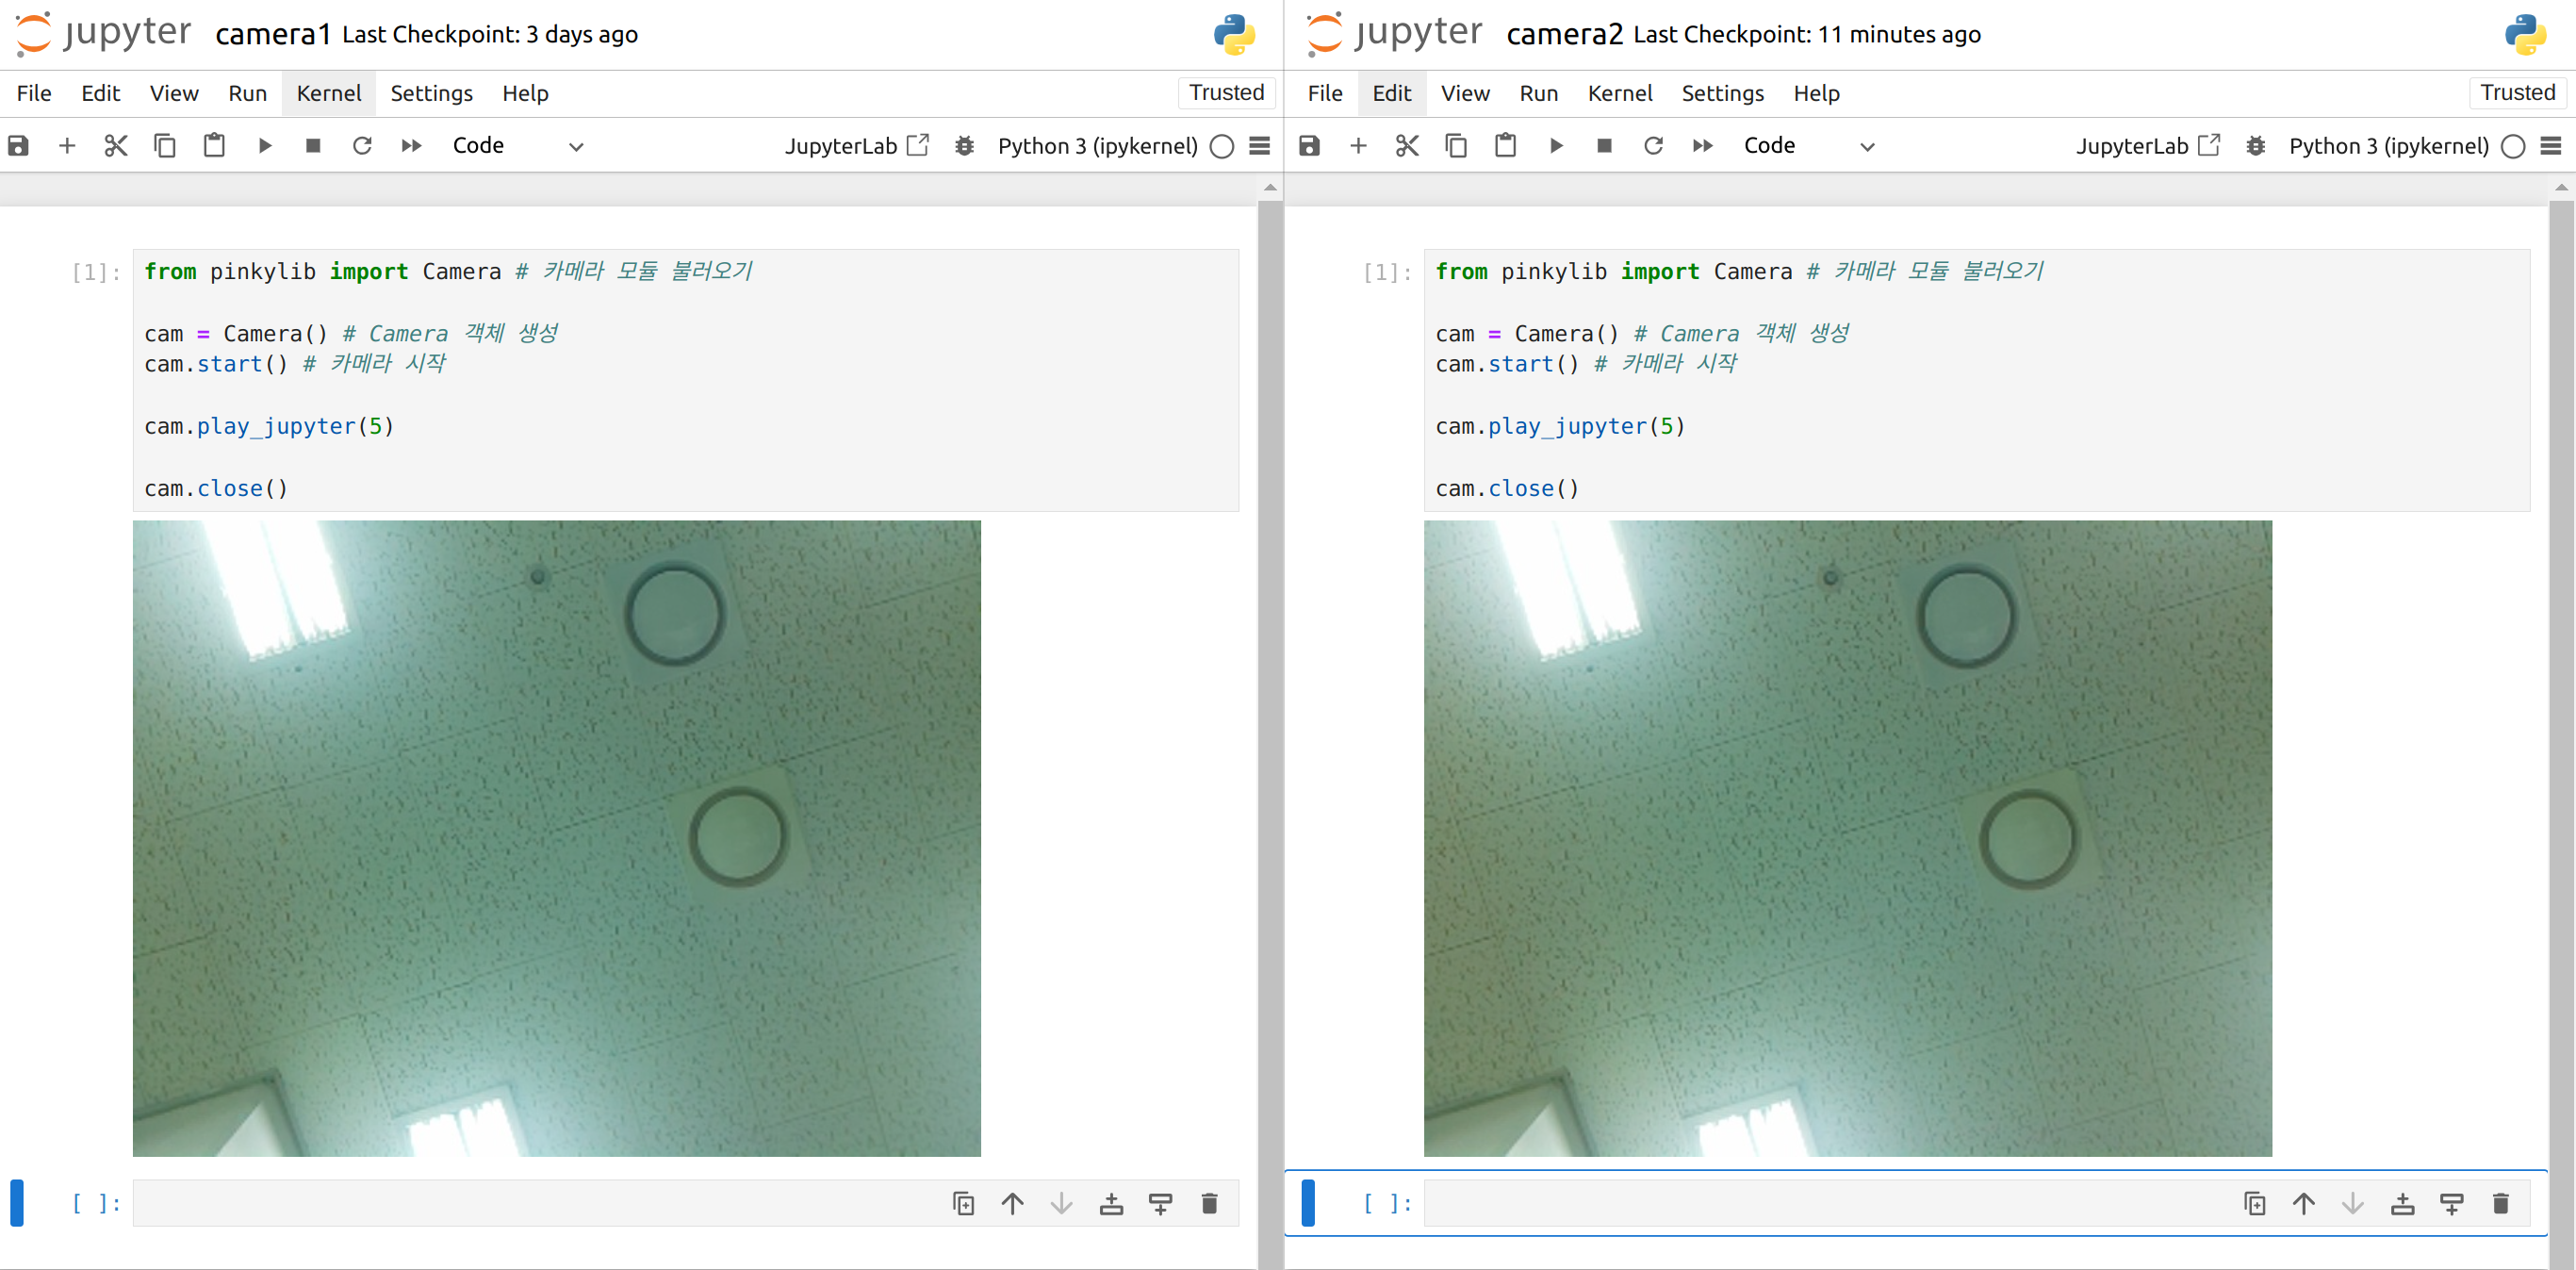 jupyter camera1 Last Checkpoint: 3 days ago
File Edit View Run Kernel Settings Help Trusted
Code JupyterLab Python 3 (ipykernel)
[1]: from pinkylib import Camera # 카메라 모듈 불러오기
cam = Camera() # Camera 객체 생성
cam.start() # 카메라 시작
cam.play_jupyter(5)
cam.close()
[ ]:
jupyter camera2 Last Checkpoint: 11 minutes ago
File Edit View Run Kernel Settings Help Trusted
Code JupyterLab Python 3 (ipykernel)
[1]: from pinkylib import Camera # 카메라 모듈 불러오기
cam = Camera() # Camera 객체 생성
cam.start() # 카메라 시작
cam.play_jupyter(5)
cam.close()
[ ]: